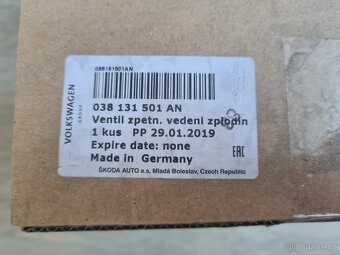 038131501AN
VOLKSWAGEN
GROUP
038 131 501 AN
Ventil zpetn. vedeni zplodin
1 kus PP 29.01.2019
Expire date: none
Made in Germany
EAC
ŠKODA AUTO a.s, Mladá Boleslav, Czech Republic